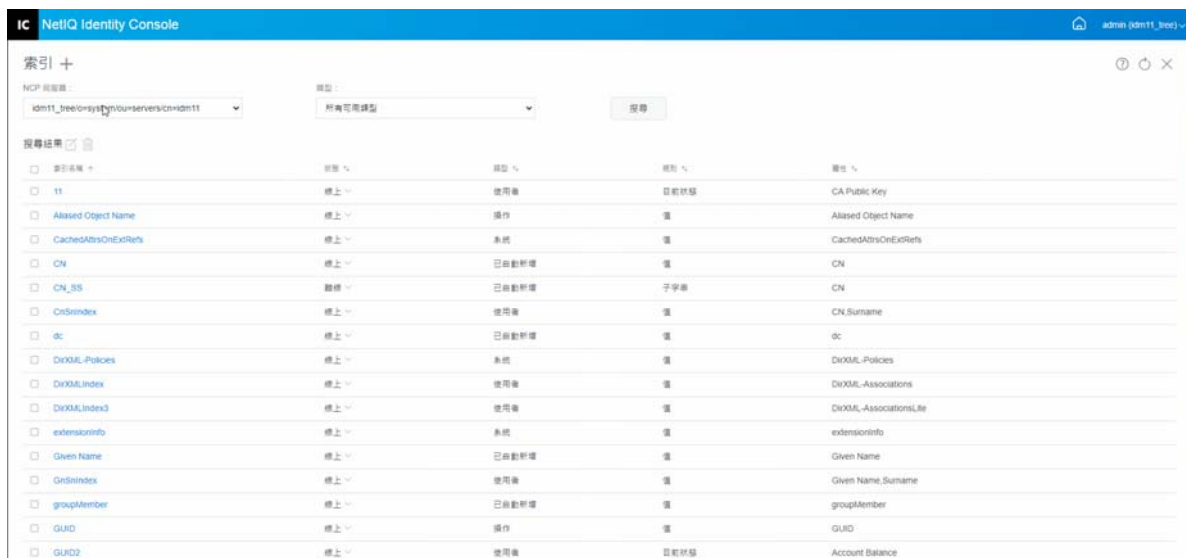 IC NetIQ Identity Console admin (idm11_tree)
索引
NCP 伺服器 : 類型 :
idm11_tree/o=system/ou=servers/cn=idm11 所有可用類型 搜尋
搜尋結果
索引名稱 狀態 類型 規則 屬性
11 線上 使用者 目前狀態 CA Public Key
Aliased Object Name 線上 操作 值 Aliased Object Name
CachedAttrsOnExtRefs 線上 系統 值 CachedAttrsOnExtRefs
CN 線上 已自動新增 值 CN
CN_SS 離線 已自動新增 子字串 CN
CnSnIndex 線上 使用者 值 CN,Surname
dc 線上 已自動新增 值 dc
DirXML-Policies 線上 系統 值 DirXML-Policies
DirXMLIndex 線上 使用者 值 DirXML-Associations
DirXMLIndex3 線上 使用者 值 DirXML-AssociationsLite
extensionInfo 線上 系統 值 extensionInfo
Given Name 線上 已自動新增 值 Given Name
GnSnIndex 線上 使用者 值 Given Name,Surname
groupMember 線上 已自動新增 值 groupMember
GUID 線上 操作 值 GUID
GUID2 線上 使用者 目前狀態 Account Balance